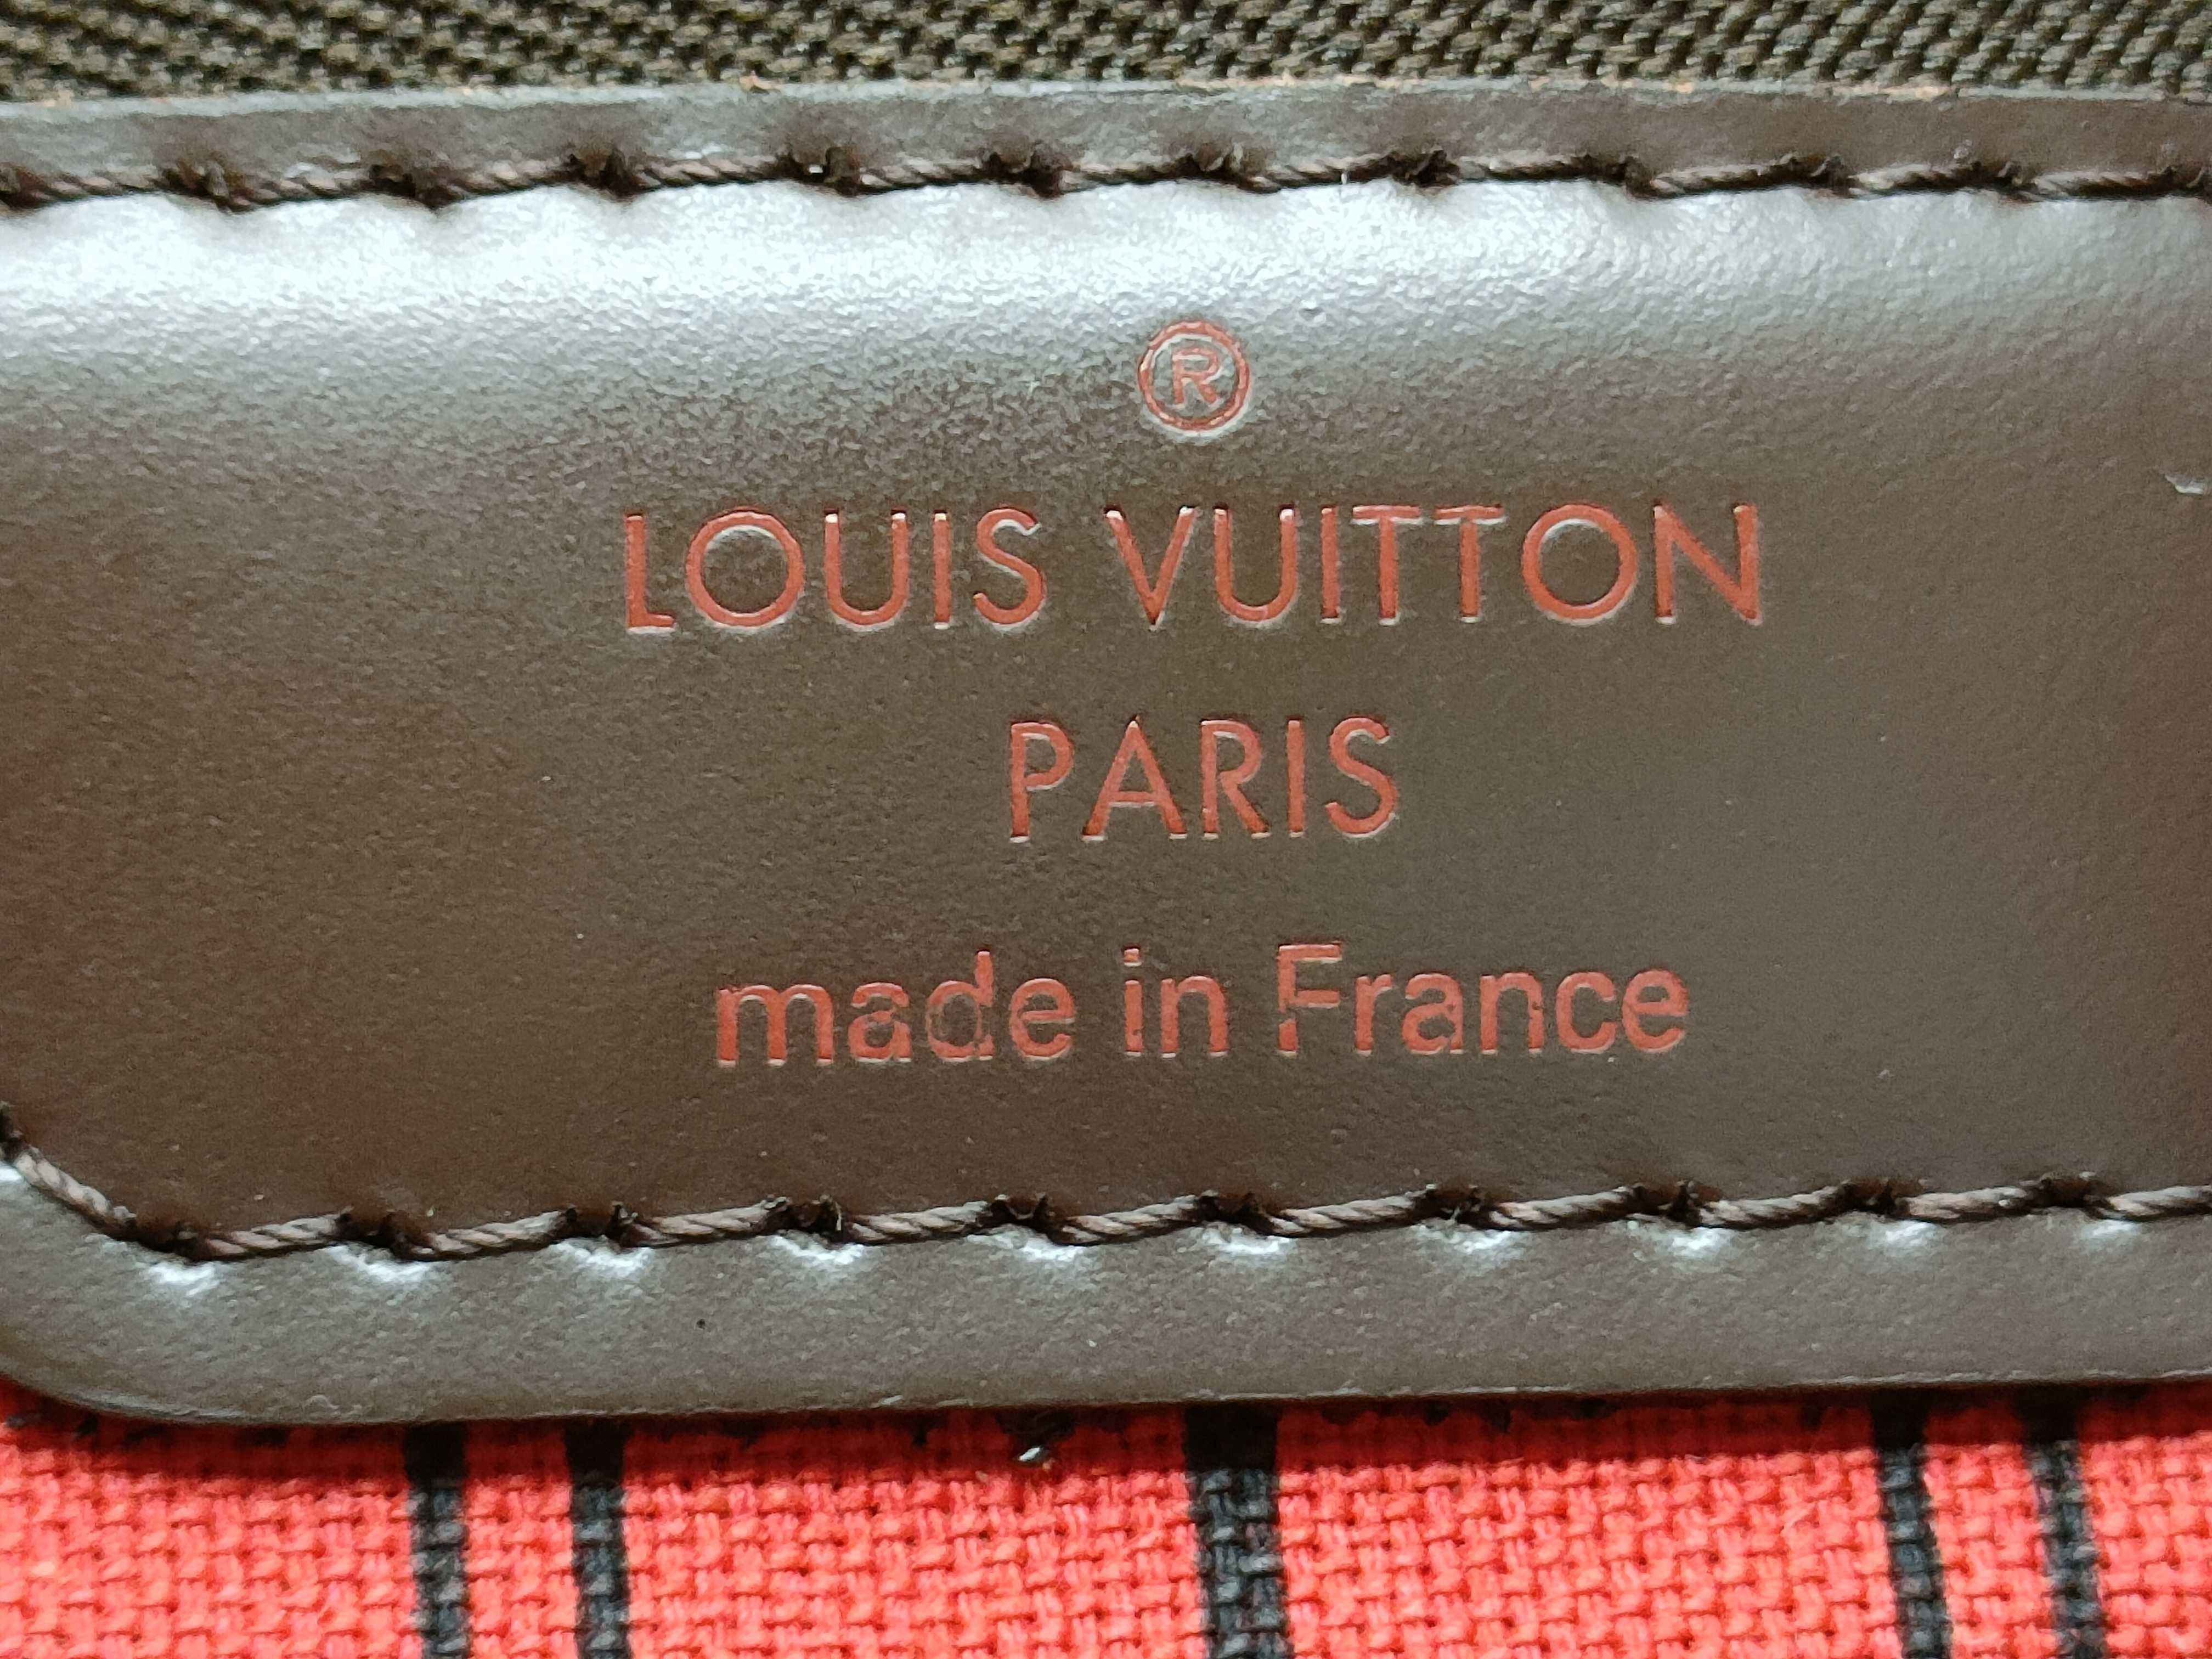 ®
LOUIS VUITTON
PARIS
made in France